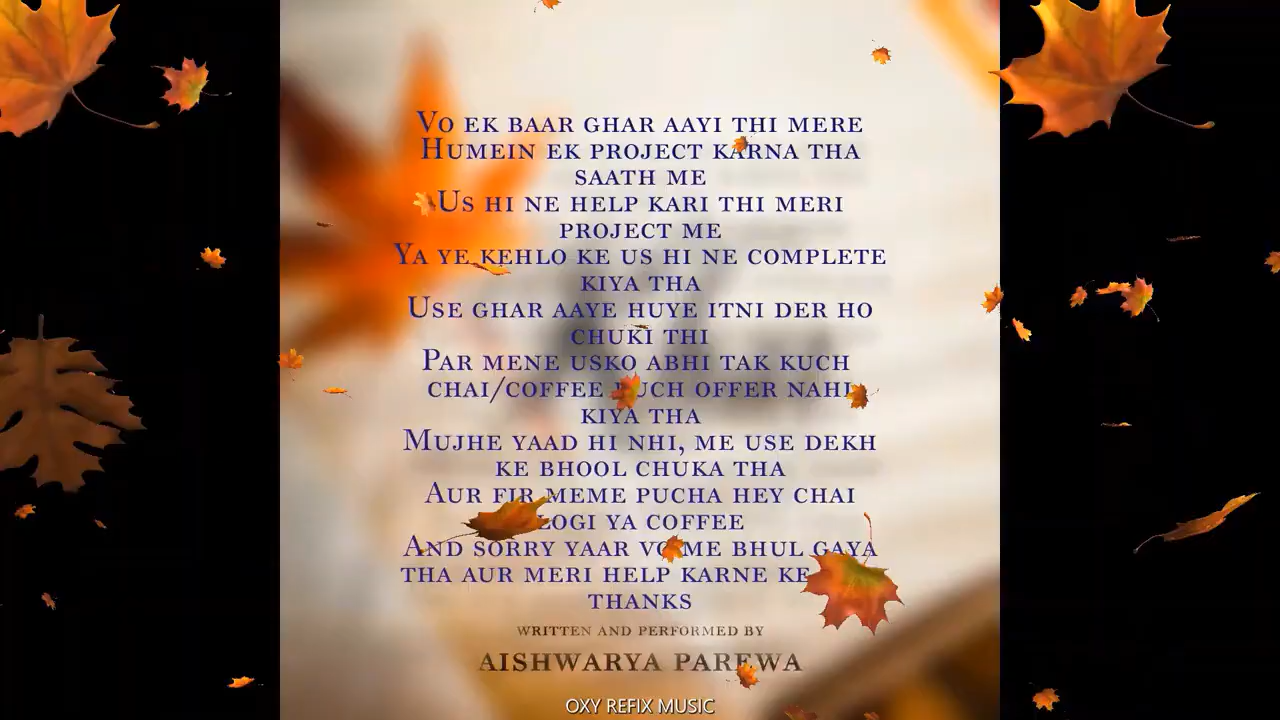 Vo ek baar ghar aayi thi mere
Humein ek project karna tha
saath me
Us hi ne help kari thi meri
project me
Ya ye kehlo ke us hi ne complete
kiya tha
Use ghar aaye huye itni der ho
chuki thi
Par mene usko abhi tak kuch
chai/coffee kuch offer nahi
kiya tha
Mujhe yaad hi nhi, me use dekh
ke bhool chuka tha
Aur fir meme pucha hey chai
logi ya coffee
And sorry yaar vo me bhul gaya
tha aur meri help karne ke
thanks
WRITTEN AND PERFORMED BY
AISHWARYA PAREWA
OXY REFIX MUSIC